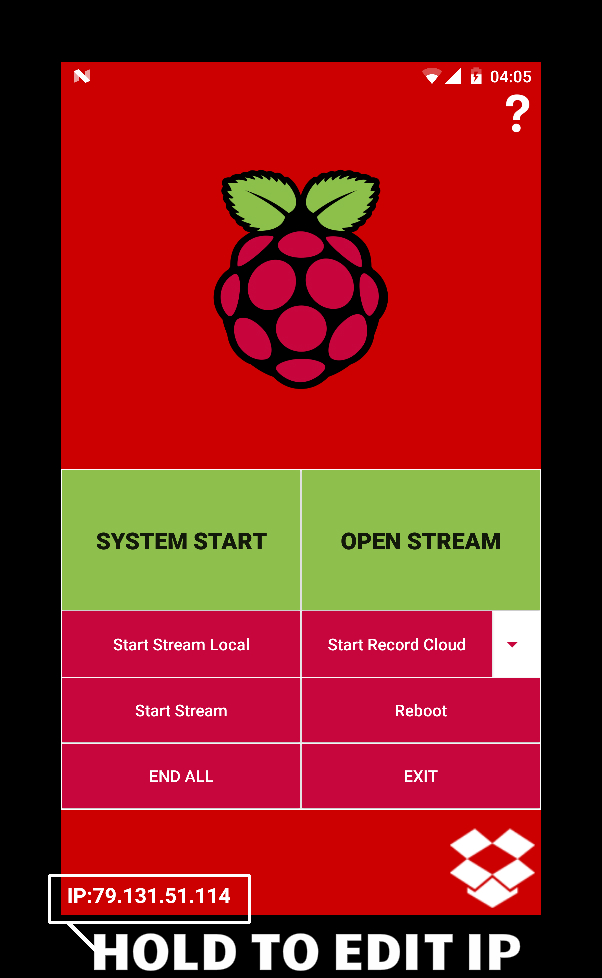 04:05
?
SYSTEM START
OPEN STREAM
Start Stream Local
Start Record Cloud
Start Stream
Reboot
END ALL
EXIT
IP:79.131.51.114
HOLD TO EDIT IP